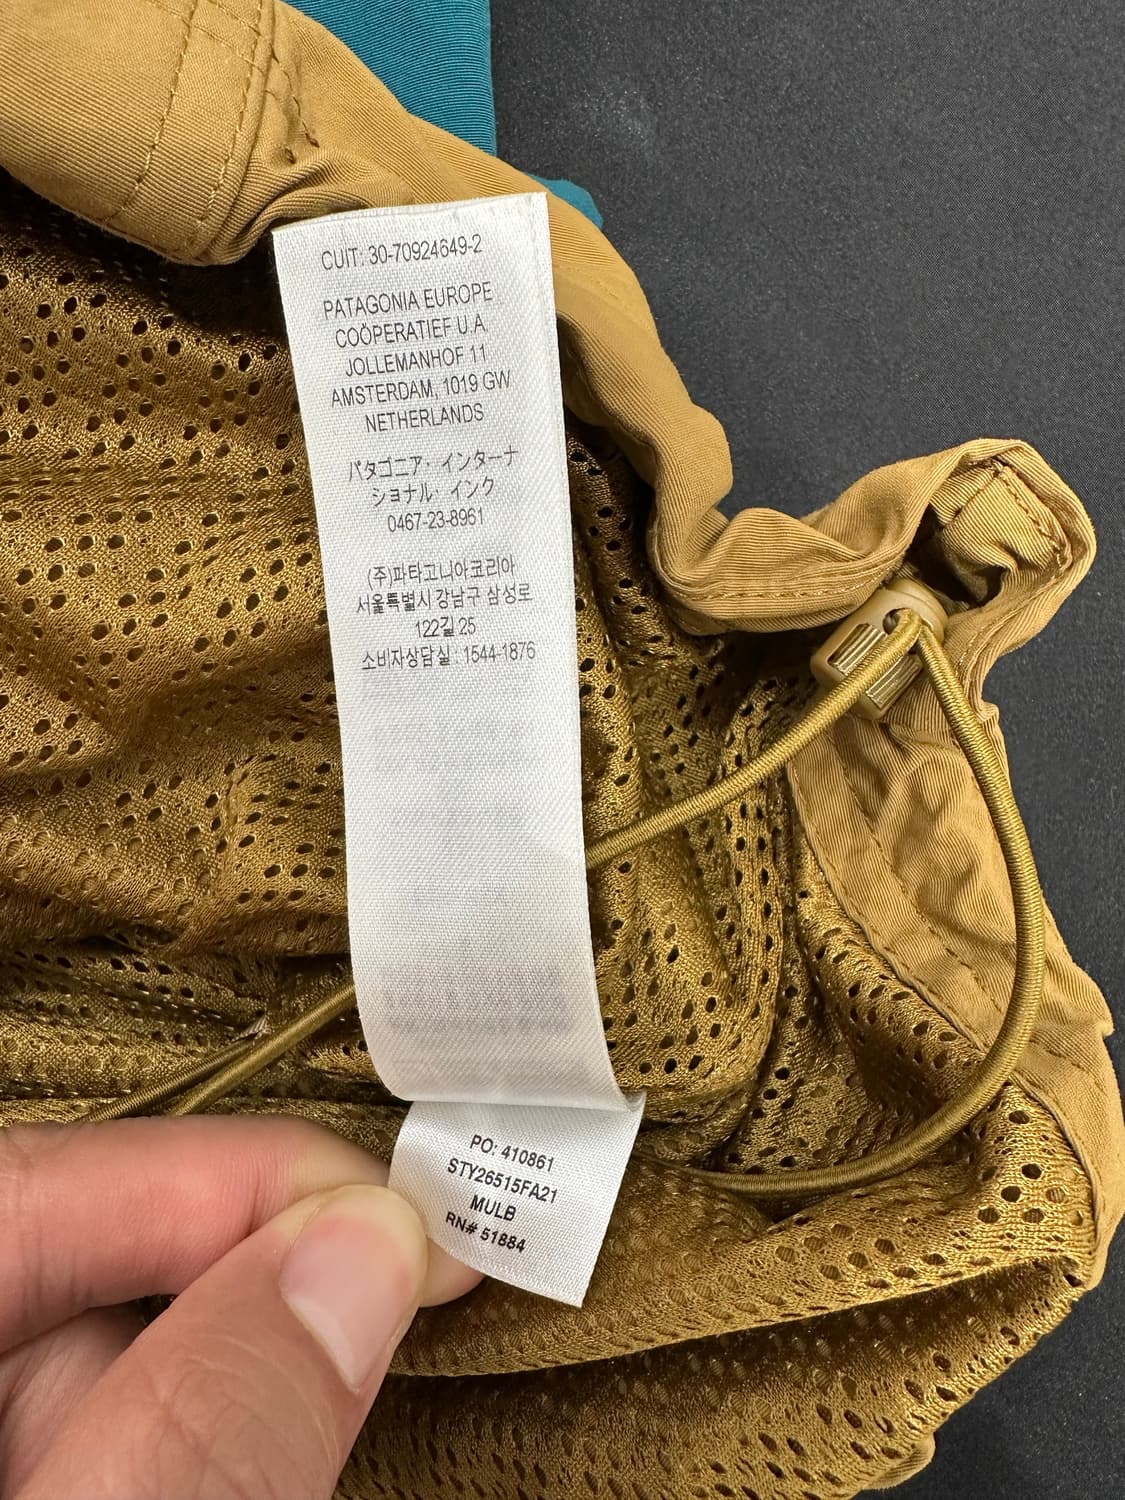 CUIT: 30-70924649-2
PATAGONIA EUROPE
COÖPERATIEF U.A
JOLLEMANHOF 11
AMSTERDAM, 1019 GW
NETHERLANDS
パタゴニア・インターナ
ショナル・インク
0467-23-8961
(주)파타고니아코리아
서울특별시 강남구 삼성로
122길 25
소비자상담실 : 1544-1876
PO: 410861
STY26515FA21
MULB
RN# 51884